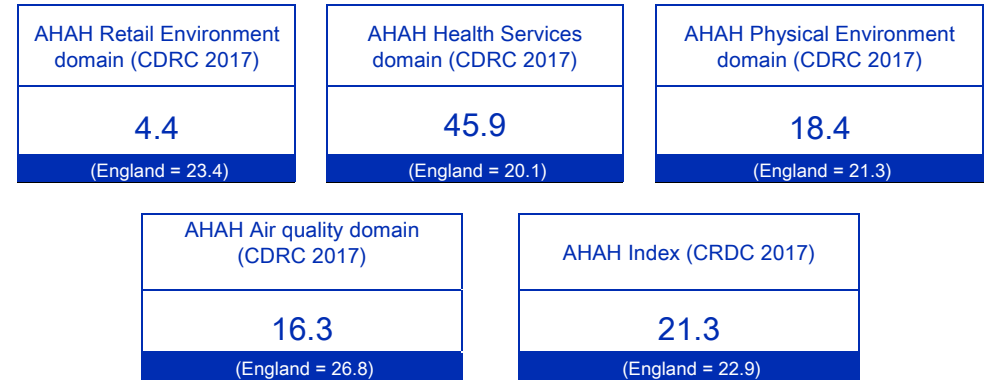 AHAH Retail Environment
domain (CDRC 2017)
4.4
(England = 23.4)
AHAH Health Services
domain (CDRC 2017)
45.9
(England = 20.1)
AHAH Physical Environment
domain (CDRC 2017)
18.4
(England = 21.3)
AHAH Air quality domain
(CDRC 2017)
16.3
(England = 26.8)
AHAH Index (CRDC 2017)
21.3
(England = 22.9)